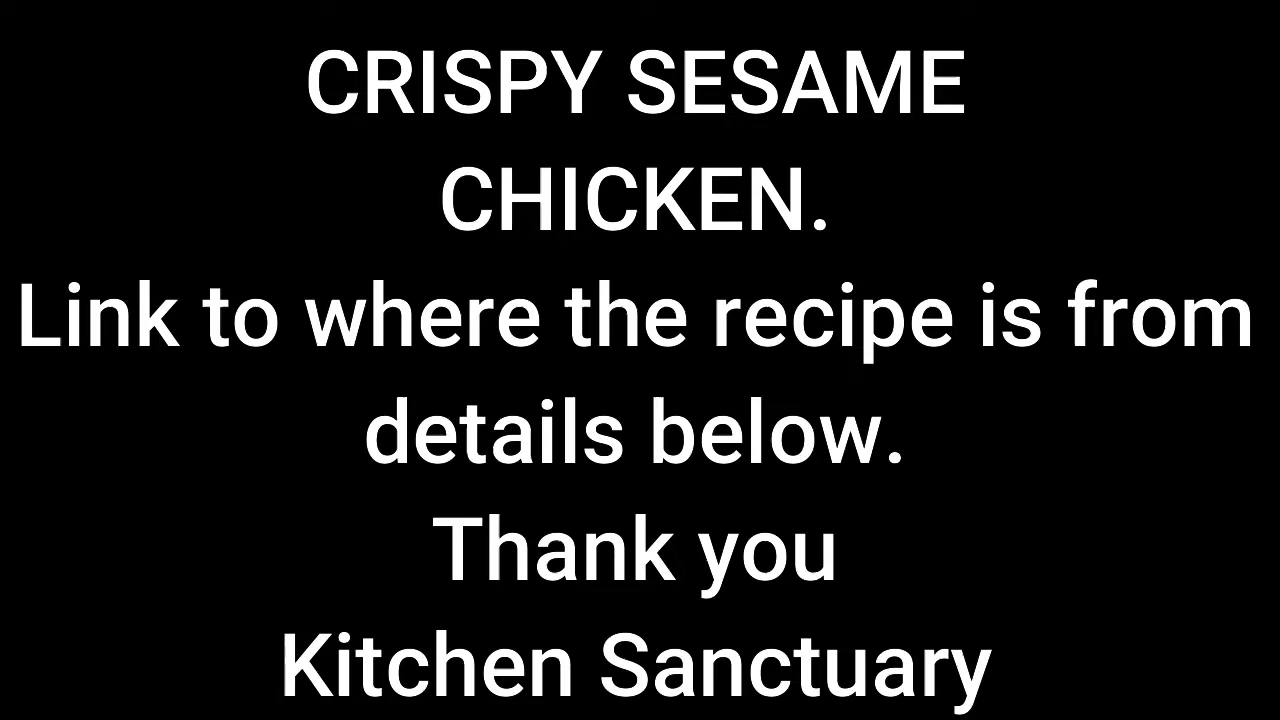 CRISPY SESAME
CHICKEN.
Link to where the recipe is from
details below.
Thank you
Kitchen Sanctuary